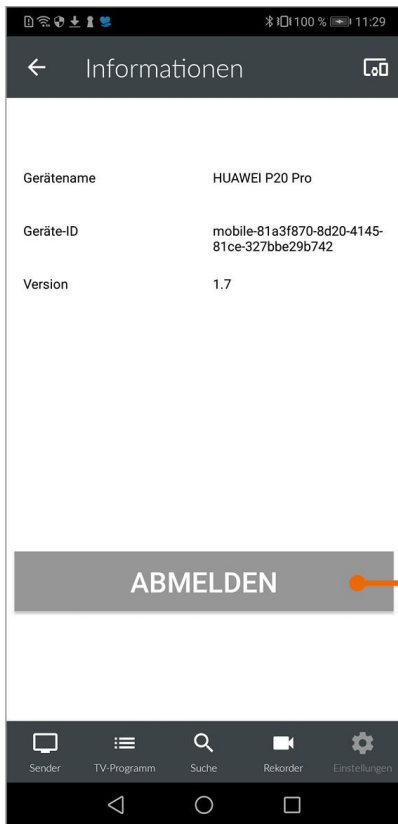 100 % 11:29
Informationen
Gerätename HUAWEI P20 Pro
Geräte-ID mobile-81a3f870-8d20-4145-
81ce-327bbe29b742
Version 1.7
ABMELDEN
Sender TV-Programm Suche Rekorder Einstellungen